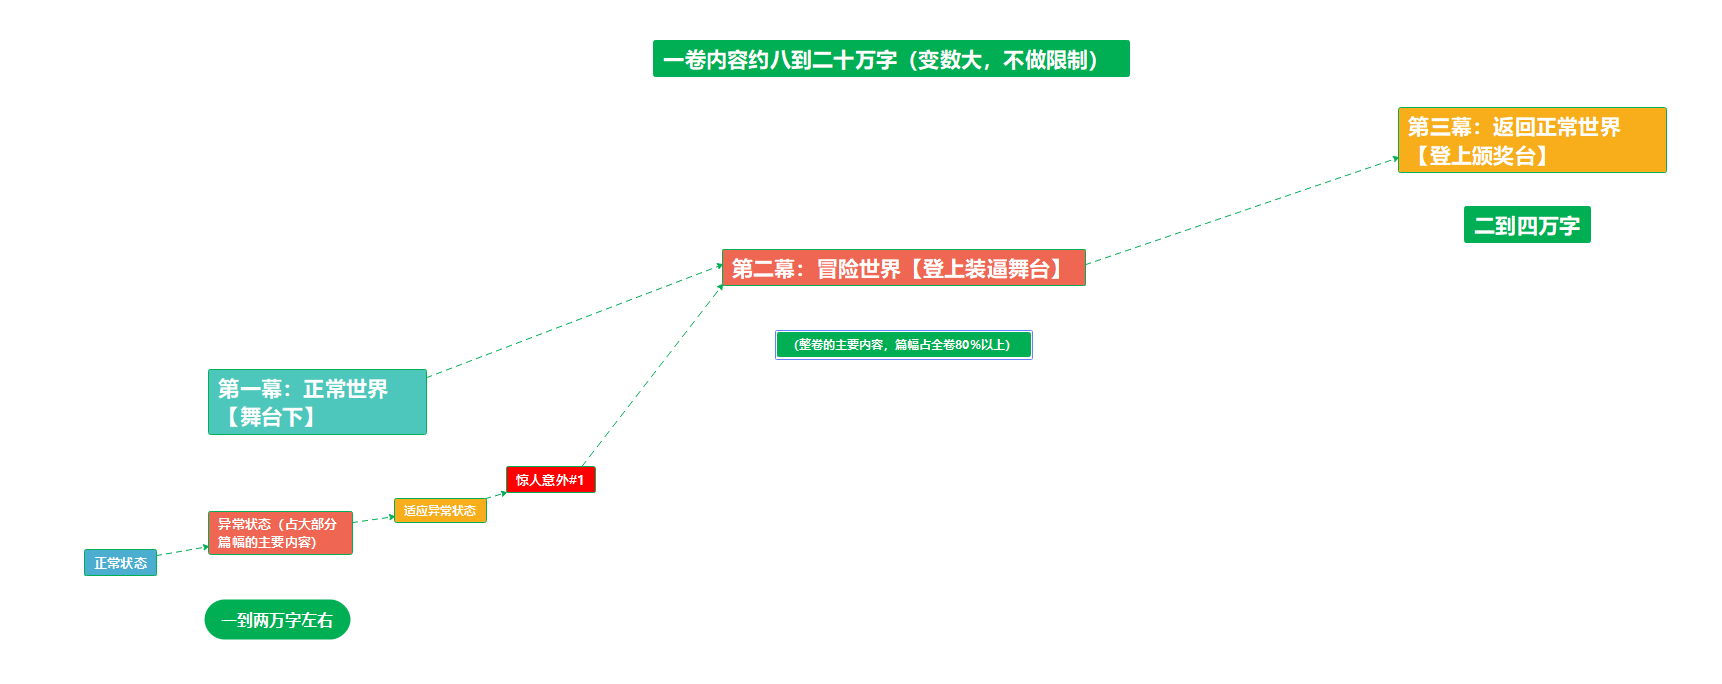 一卷内容约八到二十万字（变数大，不做限制）
第三幕：返回正常世界
【登上颁奖台】
二到四万字
第二幕：冒险世界【登上装逼舞台】
（整卷的主要内容，篇幅占全卷80%以上）
第一幕：正常世界
【舞台下】
惊人意外#1
适应异常状态
异常状态（占大部分
篇幅的主要内容）
正常状态
一到两万字左右